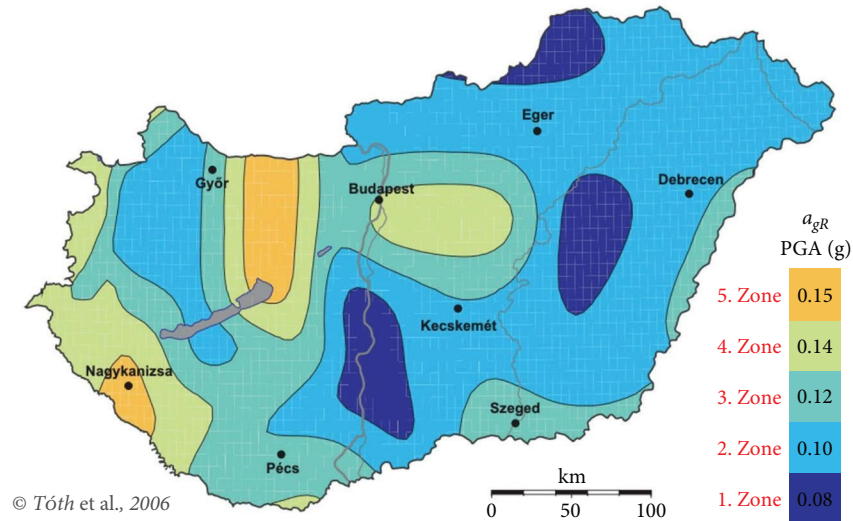 Eger
Győr
Budapest
Debrecen
Kecskemét
Nagykanizsa
Szeged
Pécs
a_gR
PGA (g)
5. Zone 0.15
4. Zone 0.14
3. Zone 0.12
2. Zone 0.10
1. Zone 0.08
km
0 50 100
© Tóth et al., 2006